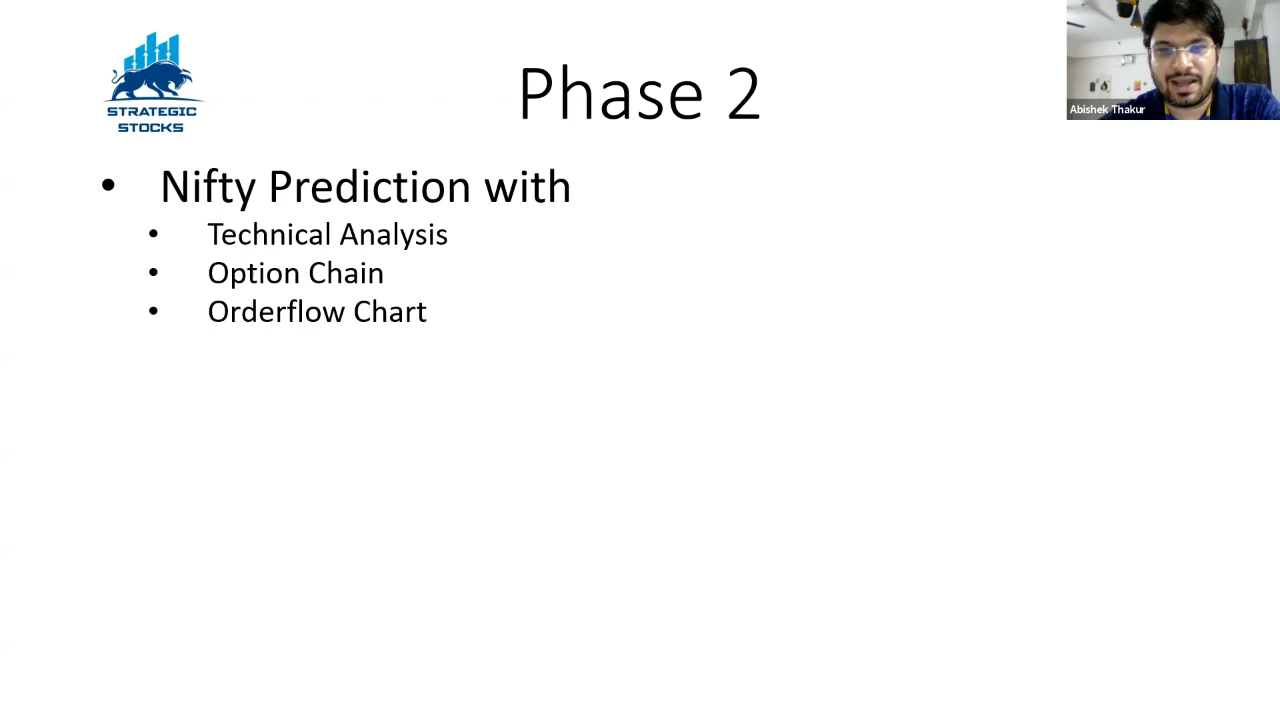 STRATEGIC
STOCKS
Phase 2
Abishek Thakur
• Nifty Prediction with
• Technical Analysis
• Option Chain
• Orderflow Chart